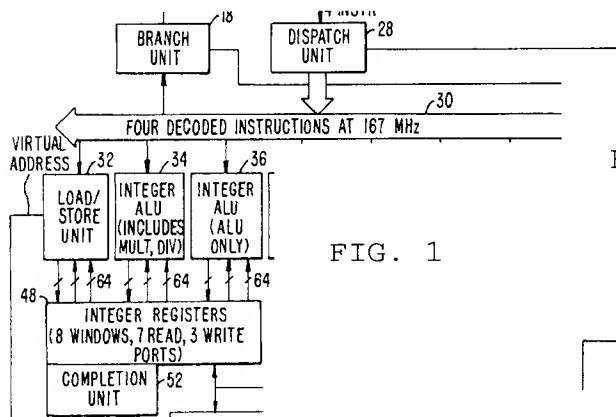 18
4 INSTR
BRANCH
UNIT
DISPATCH
UNIT
28
30
FOUR DECODED INSTRUCTIONS AT 167 MHz
VIRTUAL
ADDRESS
32
34
36
LOAD/
STORE
UNIT
INTEGER
ALU
(INCLUDES
MULT, DIV)
INTEGER
ALU
(ALU
ONLY)
FIG. 1
64
64
64
48
INTEGER REGISTERS
(8 WINDOWS, 7 READ, 3 WRITE
PORTS)
COMPLETION
UNIT
52